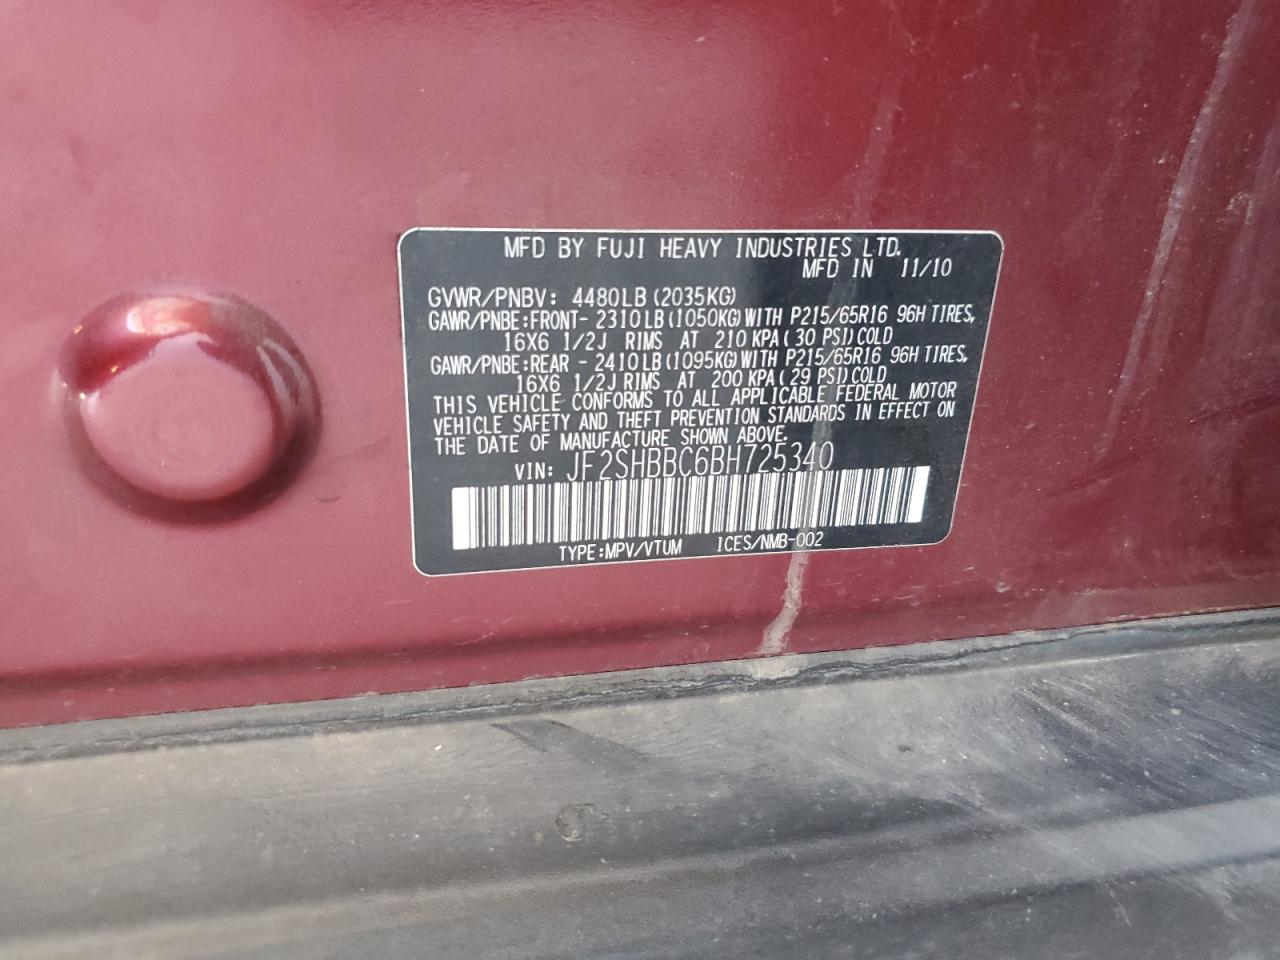 MFD BY FUJI HEAVY INDUSTRIES LTD.
MFD IN 11/10
GVWR/PNBV: 4480LB(2035KG)
GAWR/PNBE:FRONT- 2310LB(1050KG)WITH P215/65R16 96H TIRES,
16X6 1/2J RIMS AT 210 KPA(30 PSI)COLD
GAWR/PNBE:REAR - 2410LB(1095KG)WITH P215/65R16 96H TIRES,
16X6 1/2J RIMS AT 200 KPA(29 PSI)COLD
THIS VEHICLE CONFORMS TO ALL APPLICABLE FEDERAL MOTOR
VEHICLE SAFETY AND THEFT PREVENTION STANDARDS IN EFFECT ON
THE DATE OF MANUFACTURE SHOWN ABOVE.
VIN: JF2SHBBC6BH725340
TYPE:MPV/VTUM ICES/NMB-002